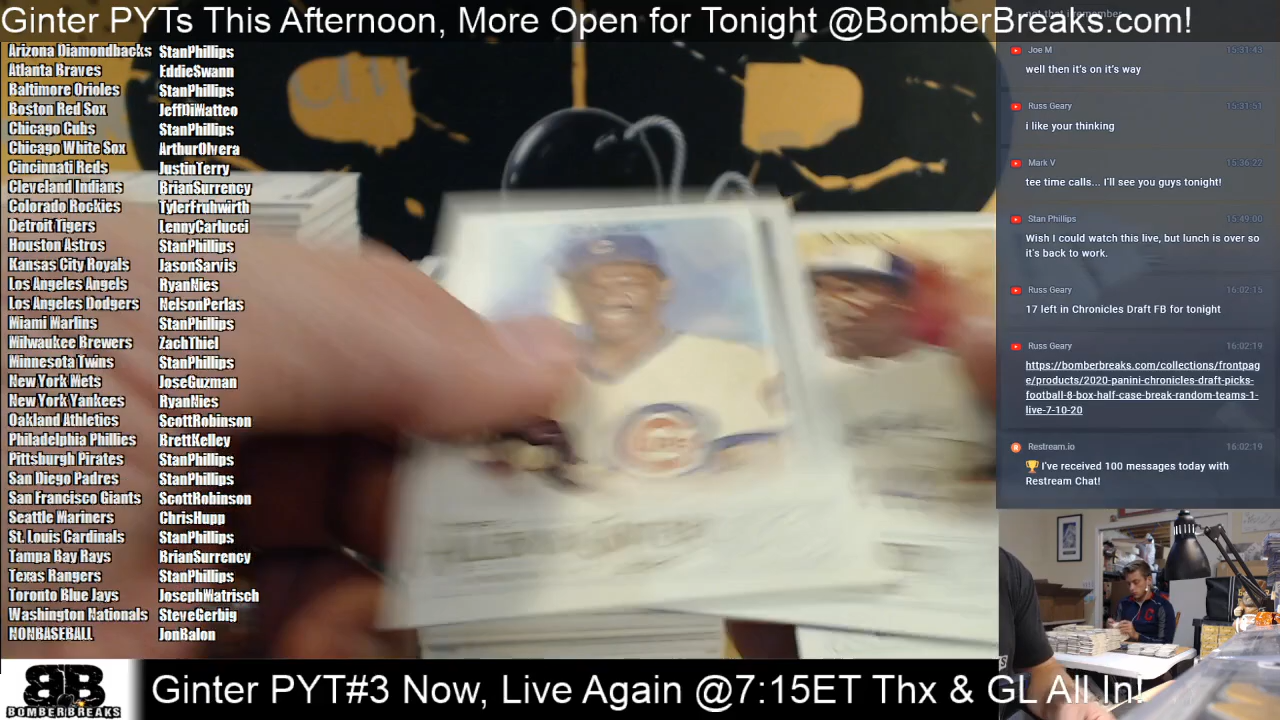 Ginter PYTs This Afternoon, More Open for Tonight @BomberBreaks.com!
Arizona Diamondbacks StanPhillips
Atlanta Braves EddieSwann
Baltimore Orioles StanPhillips
Boston Red Sox JeffDiMatteo
Chicago Cubs StanPhillips
Chicago White Sox ArthurOlvera
Cincinnati Reds JustinTerry
Cleveland Indians BrianSurrency
Colorado Rockies TylerFruhwirth
Detroit Tigers LennyCarlucci
Houston Astros StanPhillips
Kansas City Royals JasonSarvis
Los Angeles Angels RyanNies
Los Angeles Dodgers NelsonPerlas
Miami Marlins StanPhillips
Milwaukee Brewers ZachThiel
Minnesota Twins StanPhillips
New York Mets JoseGuzman
New York Yankees RyanNies
Oakland Athletics ScottRobinson
Philadelphia Phillies BrettKelley
Pittsburgh Pirates StanPhillips
San Diego Padres StanPhillips
San Francisco Giants ScottRobinson
Seattle Mariners ChrisHupp
St. Louis Cardinals StanPhillips
Tampa Bay Rays BrianSurrency
Texas Rangers StanPhillips
Toronto Blue Jays JosephWatrisch
Washington Nationals SteveGerbig
NONBASEBALL JonRalon
not that i remember
Joe M 15:31:43
well then it's on it's way
Russ Geary 15:31:51
i like your thinking
Mark V 15:36:22
tee time calls... I'll see you guys tonight!
Stan Phillips 15:49:00
Wish I could watch this live, but lunch is over so
it's back to work.
Russ Geary 16:02:15
17 left in Chronicles Draft FB for tonight
Russ Geary 16:02:19
https://bomberbreaks.com/collections/frontpag
e/products/2020-panini-chronicles-draft-picks-
football-8-box-half-case-break-random-teams-1-
live-7-10-20
Restream.io 16:02:19
🏆 I've received 100 messages today with
Restream Chat!
BB
BOMBERBREAKS
Ginter PYT#3 Now, Live Again @7:15ET Thx & GL All In!